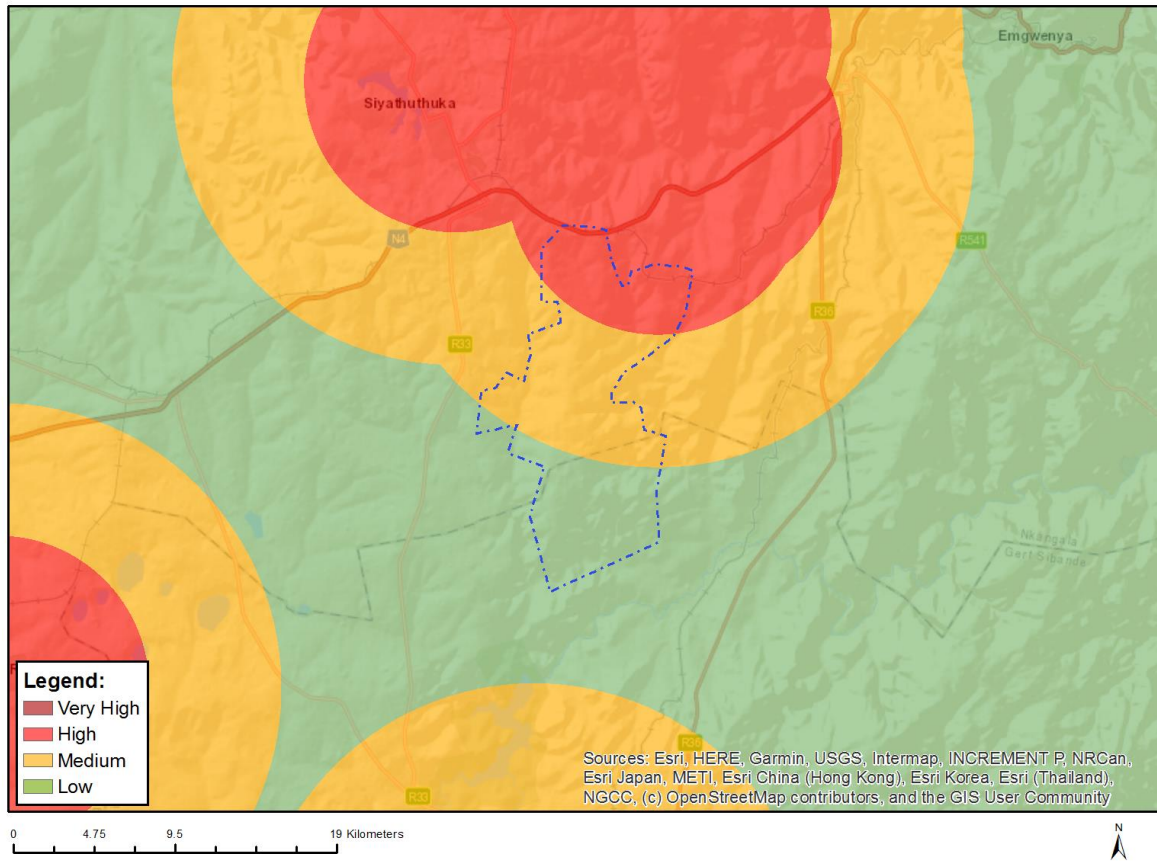 Emgwenya
Siyathuthuka
N4
R541
R36
R33
Nkangala
Gert Sibande
Legend:
Very High
High
Medium
Low
R36
R33
Sources: Esri, HERE, Garmin, USGS, Intermap, INCREMENT P, NRCan,
Esri Japan, METI, Esri China (Hong Kong), Esri Korea, Esri (Thailand),
NGCC, (c) OpenStreetMap contributors, and the GIS User Community
0 4.75 9.5 19 Kilometers
N